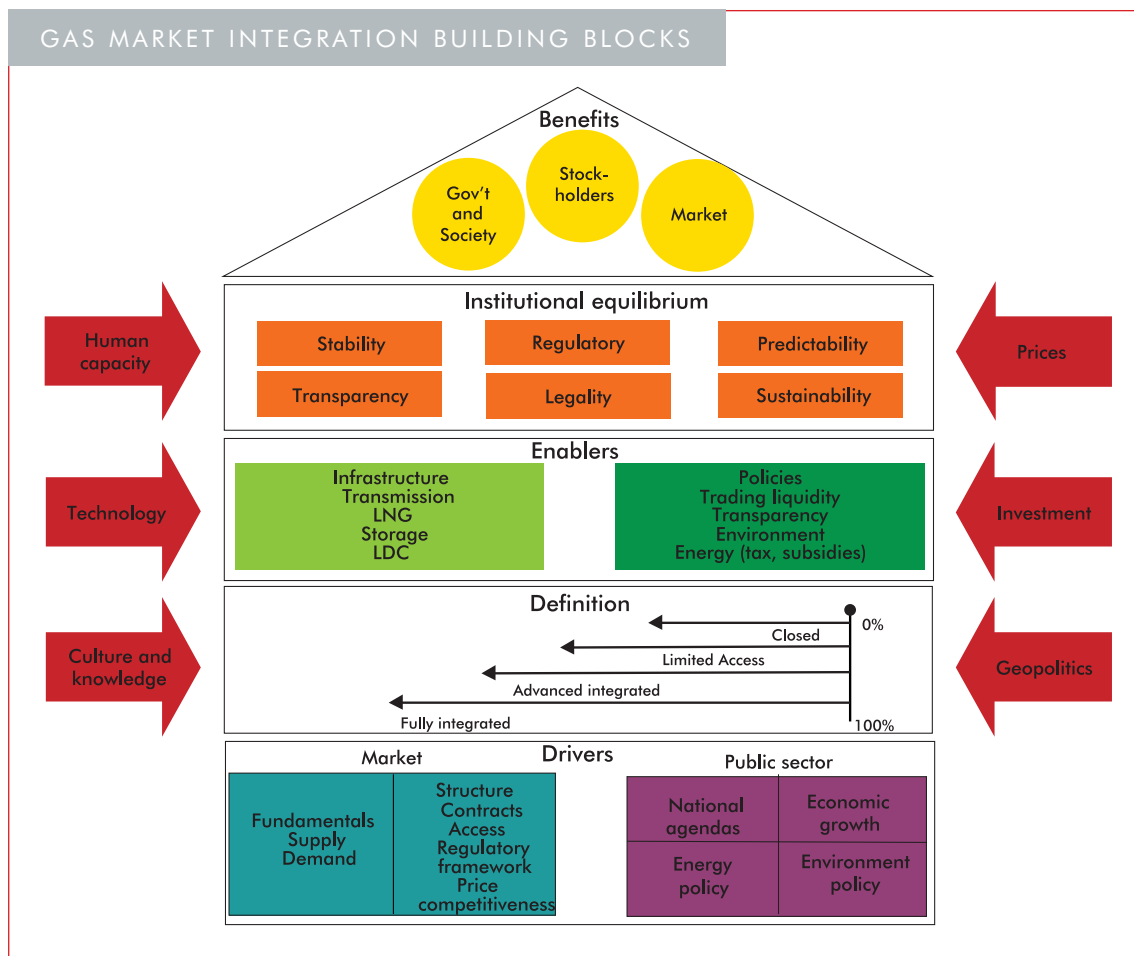 GAS MARKET INTEGRATION BUILDING BLOCKS
Benefits
Gov't
and
Society
Stock-
holders
Market
Human
capacity
Institutional equilibrium
Stability
Regulatory
Predictability
Transparency
Legality
Sustainability
Prices
Technology
Enablers
Infrastructure
Transmission
LNG
Storage
LDC
Policies
Trading liquidity
Transparency
Environment
Energy (tax, subsidies)
Investment
Culture and
knowledge
Definition
0%
Closed
Limited Access
Advanced integrated
Fully integrated
100%
Geopolitics
Drivers
Market
Fundamentals
Supply
Demand
Structure
Contracts
Access
Regulatory
framework
Price
competitiveness
Public sector
National
agendas
Economic
growth
Energy
policy
Environment
policy